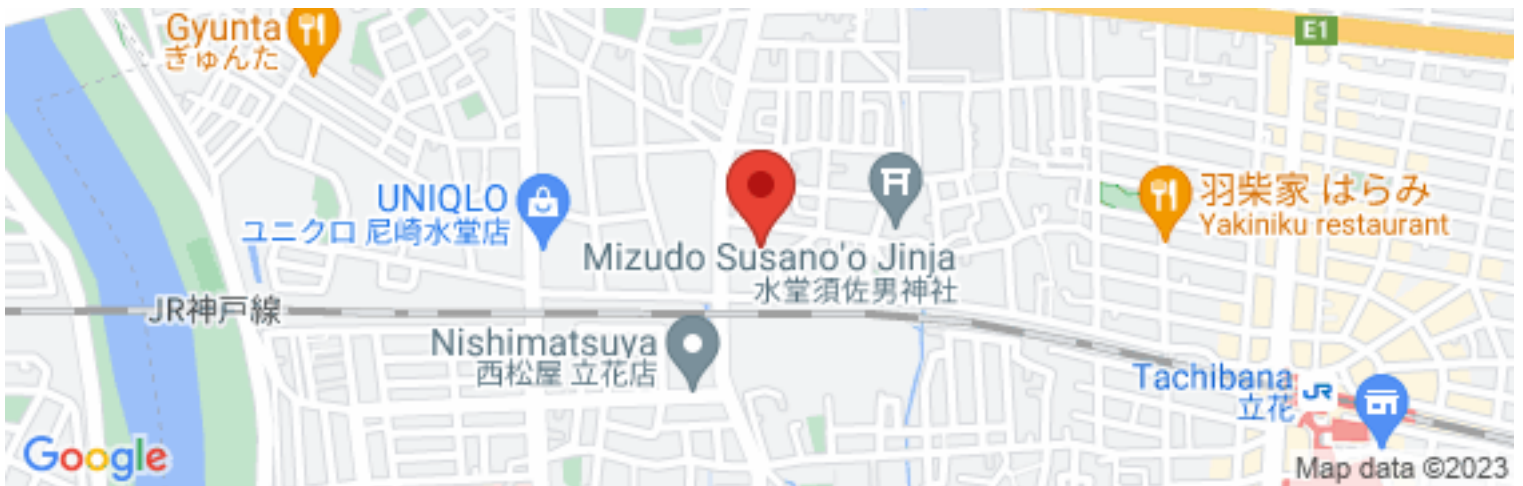 Gyunta
ぎゅんた
E1
UNIQLO
ユニクロ 尼崎水堂店
羽柴家 はらみ
Yakiniku restaurant
Mizudo Susano'o Jinja
水堂須佐男神社
JR神戸線
Nishimatsuya
西松屋 立花店
Tachibana
立花
JR
Google
Map data ©2023